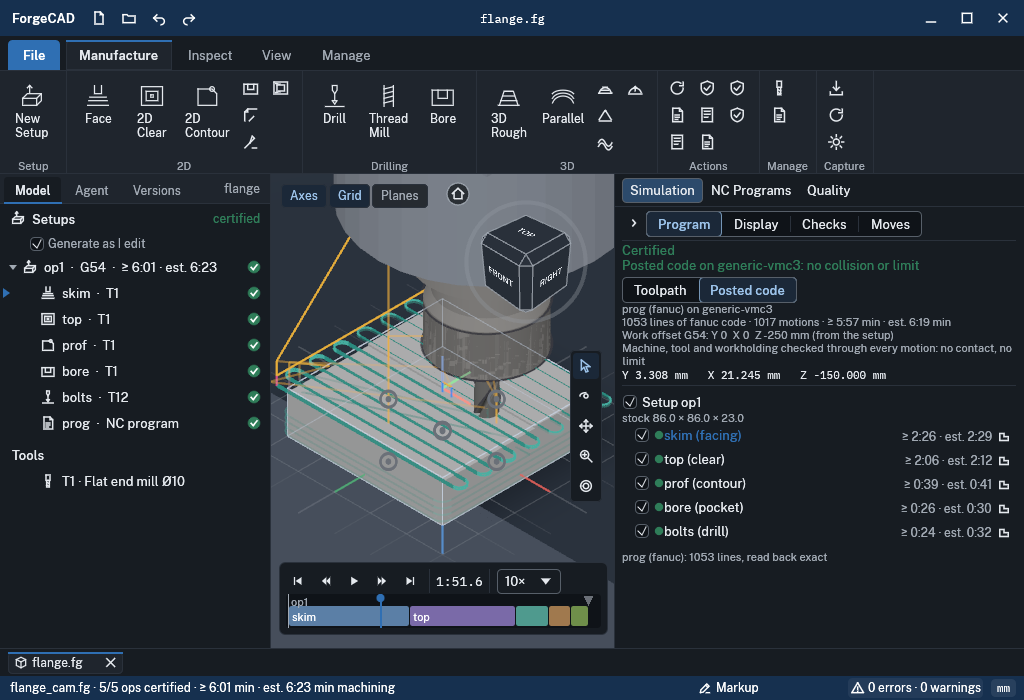 ForgeCAD
flange.fg
File
Manufacture
Inspect
View
Manage
New Setup
Face
2D Clear
2D Contour
Drill
Thread Mill
Bore
3D Rough
Parallel
Setup
2D
Drilling
3D
Actions
Manage
Capture
Model
Agent
Versions
flange
Setups
certified
Generate as I edit
op1 · G54 · ≥ 6:01 · est. 6:23
skim · T1
top · T1
prof · T1
bore · T1
bolts · T12
prog · NC program
Tools
T1 · Flat end mill Ø10
Axes
Grid
Planes
TOP
FRONT
RIGHT
1:51.6
10×
op1
skim
top
Simulation
NC Programs
Quality
Program
Display
Checks
Moves
Certified
Posted code on generic-vmc3: no collision or limit
Toolpath
Posted code
prog (fanuc) on generic-vmc3
1053 lines of fanuc code · 1017 motions · ≥ 5:57 min · est. 6:19 min
Work offset G54: Y 0 X 0 Z -250 mm (from the setup)
Machine, tool and workholding checked through every motion: no contact, no
limit
Y 3.308 mm X 21.245 mm Z -150.000 mm
Setup op1
stock 86.0 × 86.0 × 23.0
skim (facing) ≥ 2:26 · est. 2:29
top (clear) ≥ 2:06 · est. 2:12
prof (contour) ≥ 0:39 · est. 0:41
bore (pocket) ≥ 0:26 · est. 0:30
bolts (drill) ≥ 0:24 · est. 0:32
prog (fanuc): 1053 lines, read back exact
flange.fg
flange_cam.fg · 5/5 ops certified · ≥ 6:01 min · est. 6:23 min machining
Markup
0 errors · 0 warnings
mm